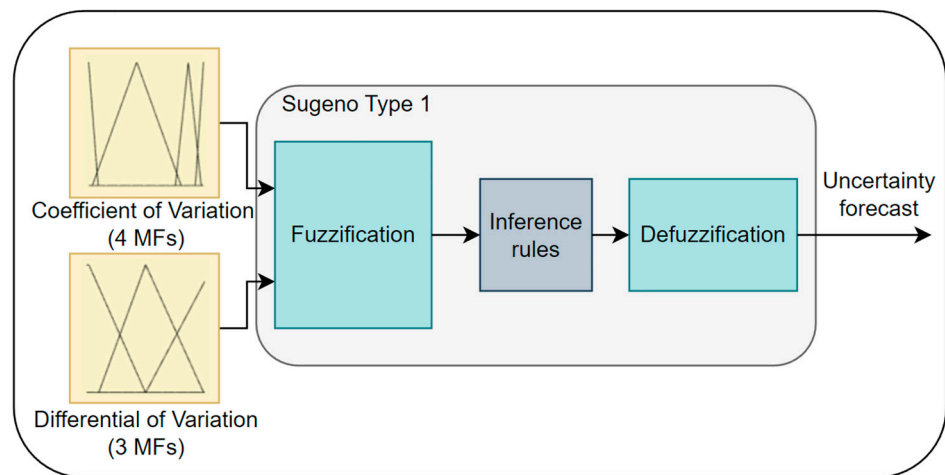 Sugeno Type 1
Coefficient of Variation
(4 MFs)
Fuzzification
Inference
rules
Defuzzification
Uncertainty
forecast
Differential of Variation
(3 MFs)